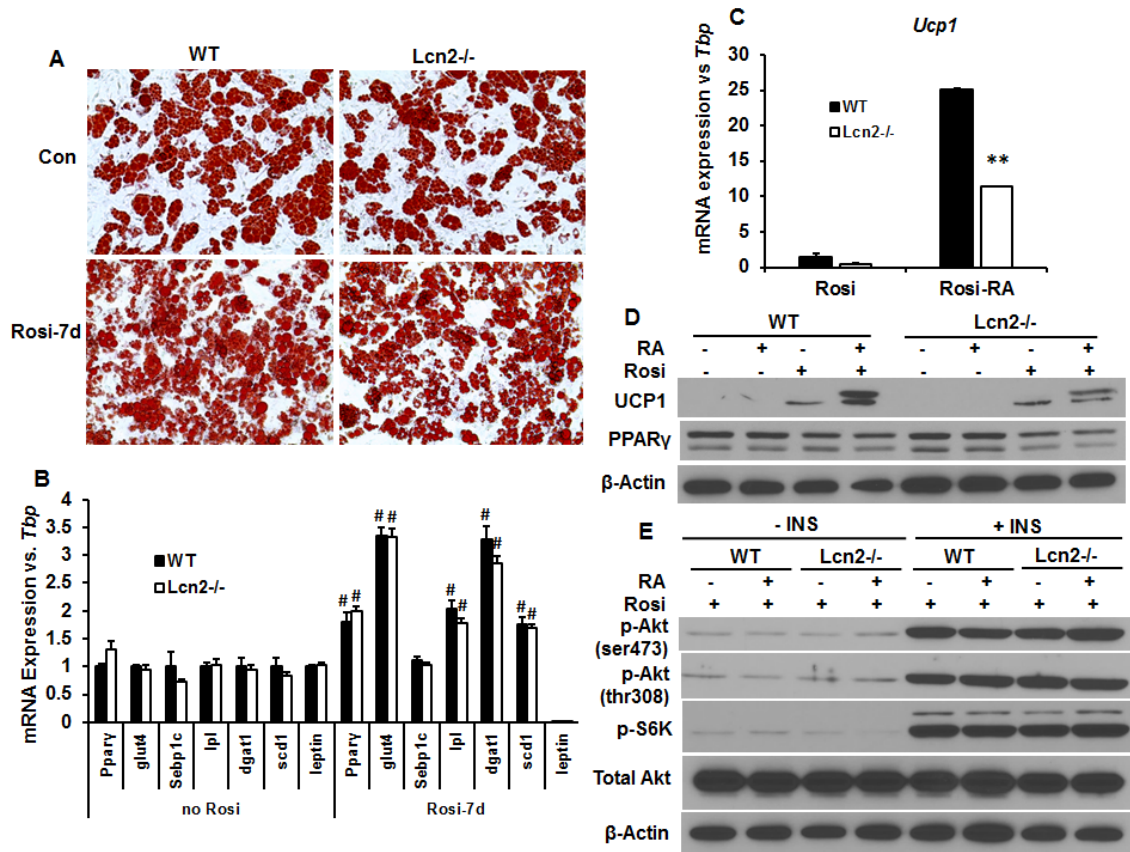 A
WT Lcn2-/-
Con
Rosi-7d
B
mRNA Expression vs. Tbp
4
3.5
3
2.5
2
1.5
1
0.5
0
WT
Lcn2-/-
# # # # # # # # # #
Pparγ glut4 Sebp1c lpl dgat1 scd1 leptin Pparγ glut4 Sebp1c lpl dgat1 scd1 leptin
no Rosi Rosi-7d
C
Ucp1
mRNA expression vs Tbp
30
25
20
15
10
5
0
WT
Lcn2-/-
**
Rosi Rosi-RA
D
WT Lcn2-/-
RA - + - + - + - +
Rosi - - + + - - + +
UCP1
PPARγ
β-Actin
E
- INS + INS
WT Lcn2-/- WT Lcn2-/-
RA - + - + - + - +
Rosi + + + + + + + +
p-Akt
(ser473)
p-Akt
(thr308)
p-S6K
Total Akt
β-Actin